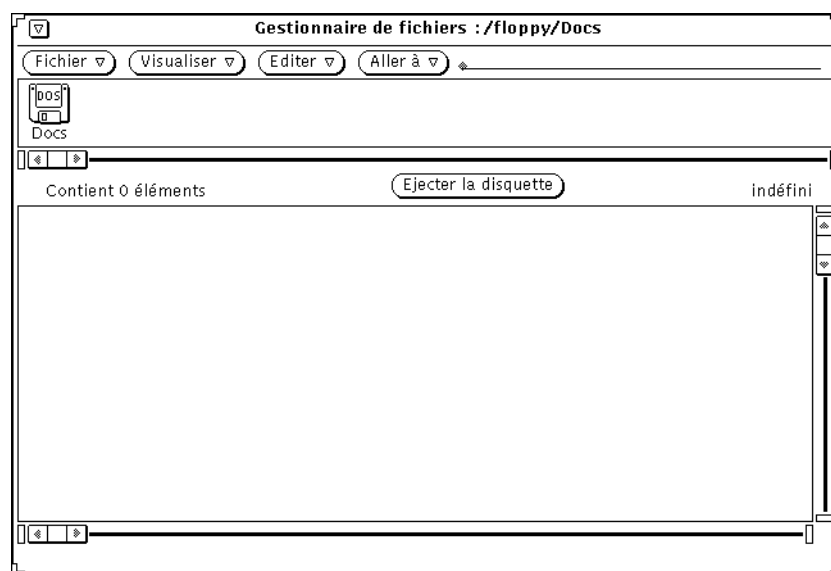 Gestionnaire de fichiers :/floppy/Docs
Fichier Visualiser Editer Aller à
DOS
Docs
Contient 0 éléments Ejecter la disquette indéfini